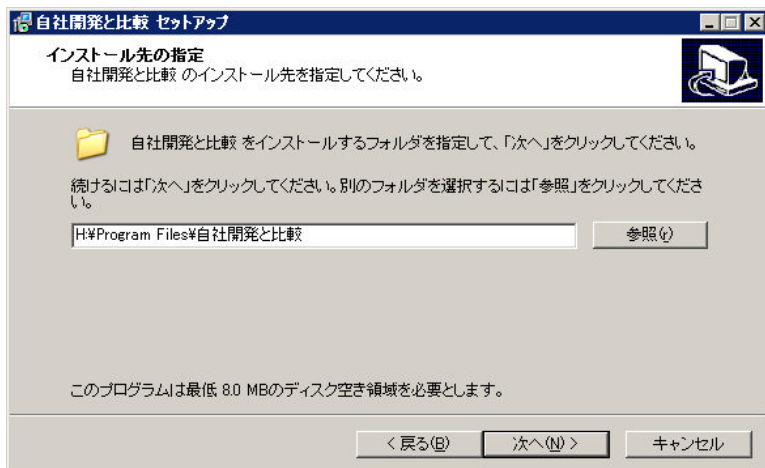 自社開発と比較 セットアップ
インストール先の指定
自社開発と比較 のインストール先を指定してください。
自社開発と比較 をインストールするフォルダを指定して、「次へ」をクリックしてください。
続けるには「次へ」をクリックしてください。別のフォルダを選択するには「参照」をクリックしてくださ
い。
H:¥Program Files¥自社開発と比較
参照(r)
このプログラムは最低 8.0 MBのディスク空き領域を必要とします。
< 戻る(B)
次へ(N) >
キャンセル